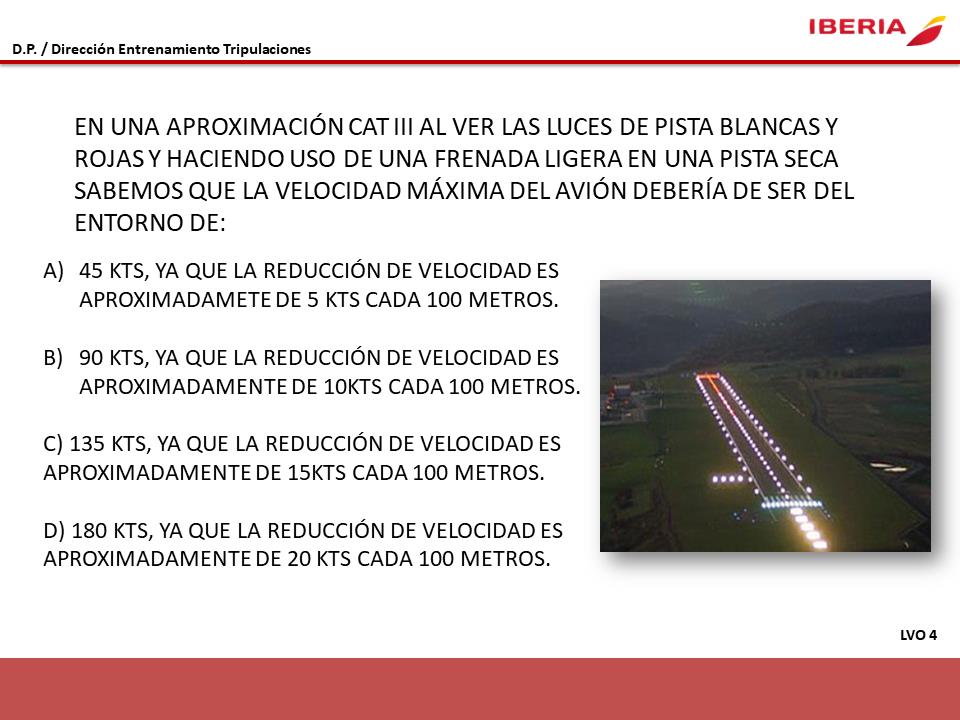 IBERIA
D.P. / Dirección Entrenamiento Tripulaciones
EN UNA APROXIMACIÓN CAT III AL VER LAS LUCES DE PISTA BLANCAS Y
ROJAS Y HACIENDO USO DE UNA FRENADA LIGERA EN UNA PISTA SECA
SABEMOS QUE LA VELOCIDAD MÁXIMA DEL AVIÓN DEBERÍA DE SER DEL
ENTORNO DE:
A) 45 KTS, YA QUE LA REDUCCIÓN DE VELOCIDAD ES
APROXIMADAMETE DE 5 KTS CADA 100 METROS.
B) 90 KTS, YA QUE LA REDUCCIÓN DE VELOCIDAD ES
APROXIMADAMENTE DE 10KTS CADA 100 METROS.
C) 135 KTS, YA QUE LA REDUCCIÓN DE VELOCIDAD ES
APROXIMADAMENTE DE 15KTS CADA 100 METROS.
D) 180 KTS, YA QUE LA REDUCCIÓN DE VELOCIDAD ES
APROXIMADAMENTE DE 20 KTS CADA 100 METROS.
LVO 4